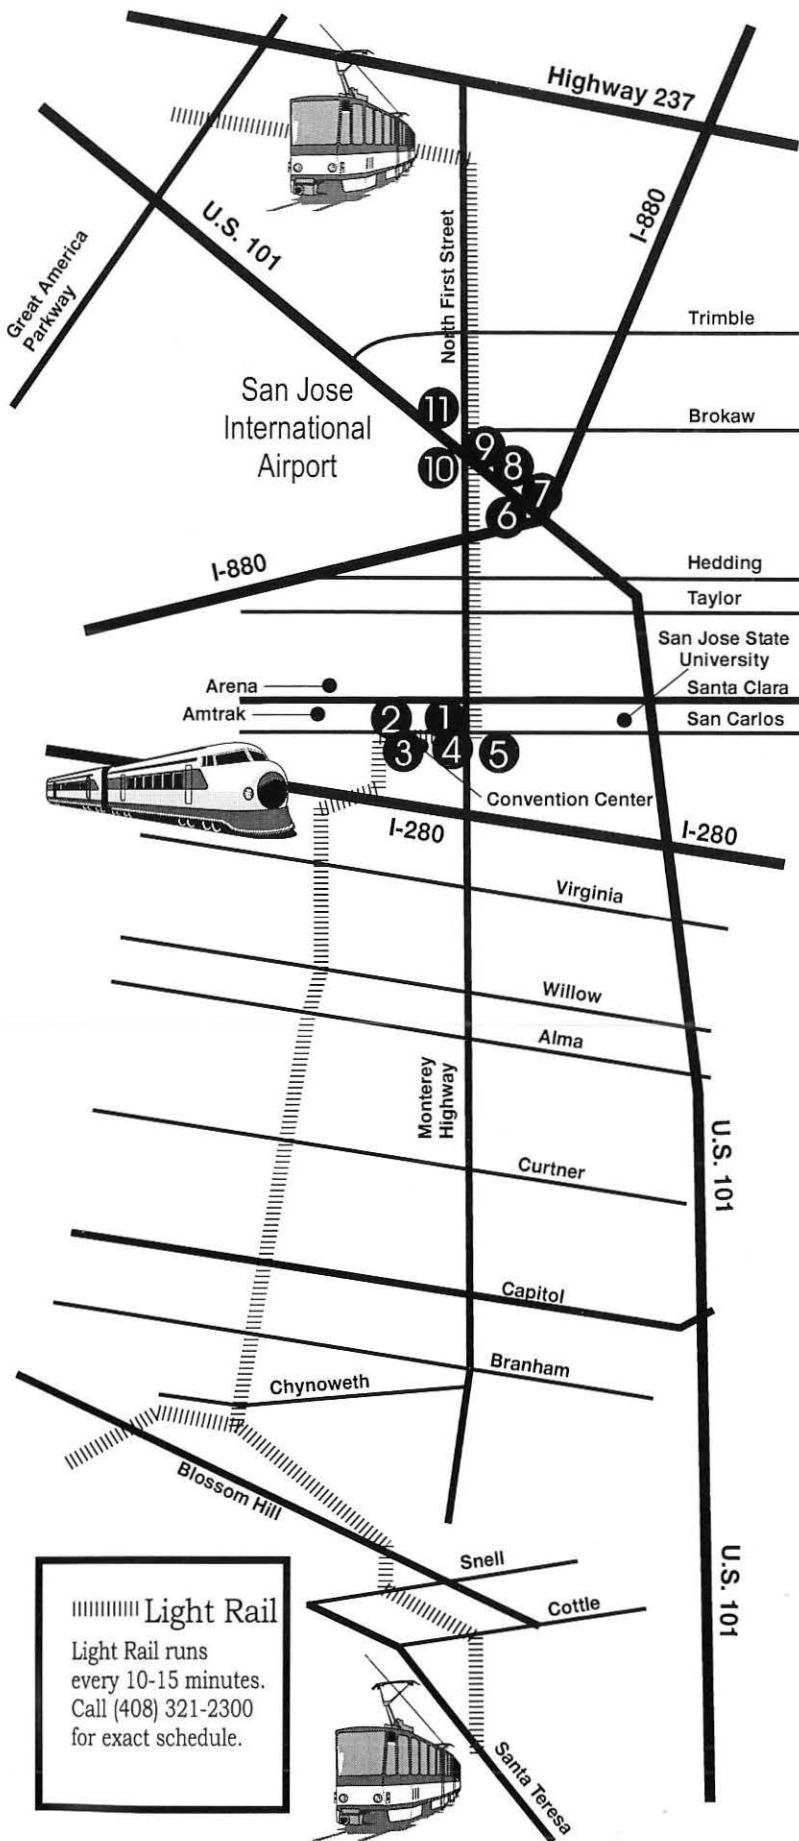 Highway 237
I-880
U.S. 101
North First Street
Great America
Parkway
Trimble
San Jose
International
Airport
11
Brokaw
9
10
8
7
6
I-880
Hedding
Taylor
San Jose State
University
Arena
Santa Clara
Amtrak
2
1
San Carlos
3
4
5
Convention Center
I-280
I-280
Virginia
Willow
Alma
Monterey
Highway
U.S. 101
Curtner
Capitol
Branham
Chynoweth
Blossom Hill
Snell
U.S. 101
Cottle
Light Rail
Light Rail runs
every 10-15 minutes.
Call (408) 321-2300
for exact schedule.
Santa Teresa